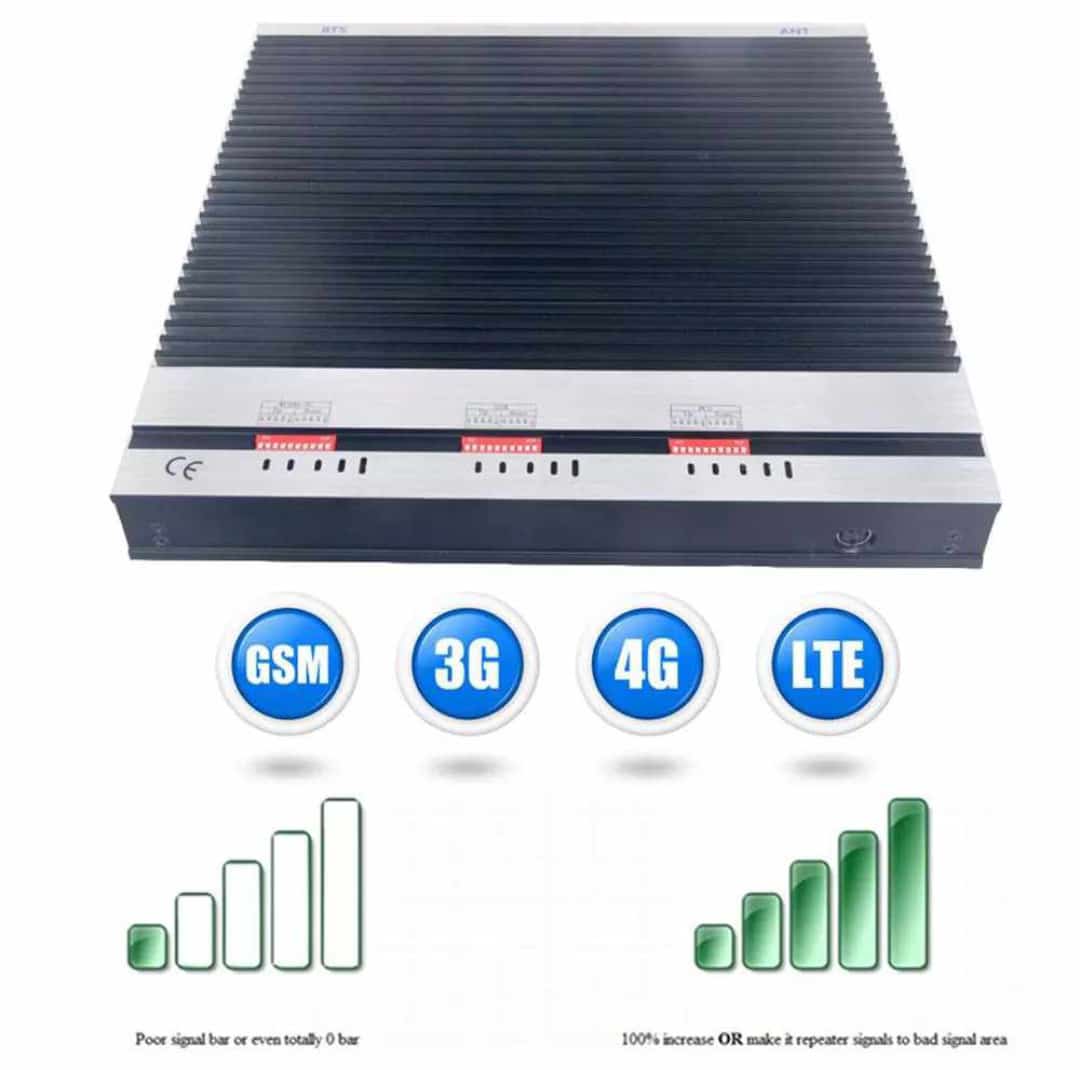 BTS ANT
CE
GSM 3G 4G LTE
Poor signal bar or even totally 0 bar
100% increase OR make it repeater signals to bad signal area